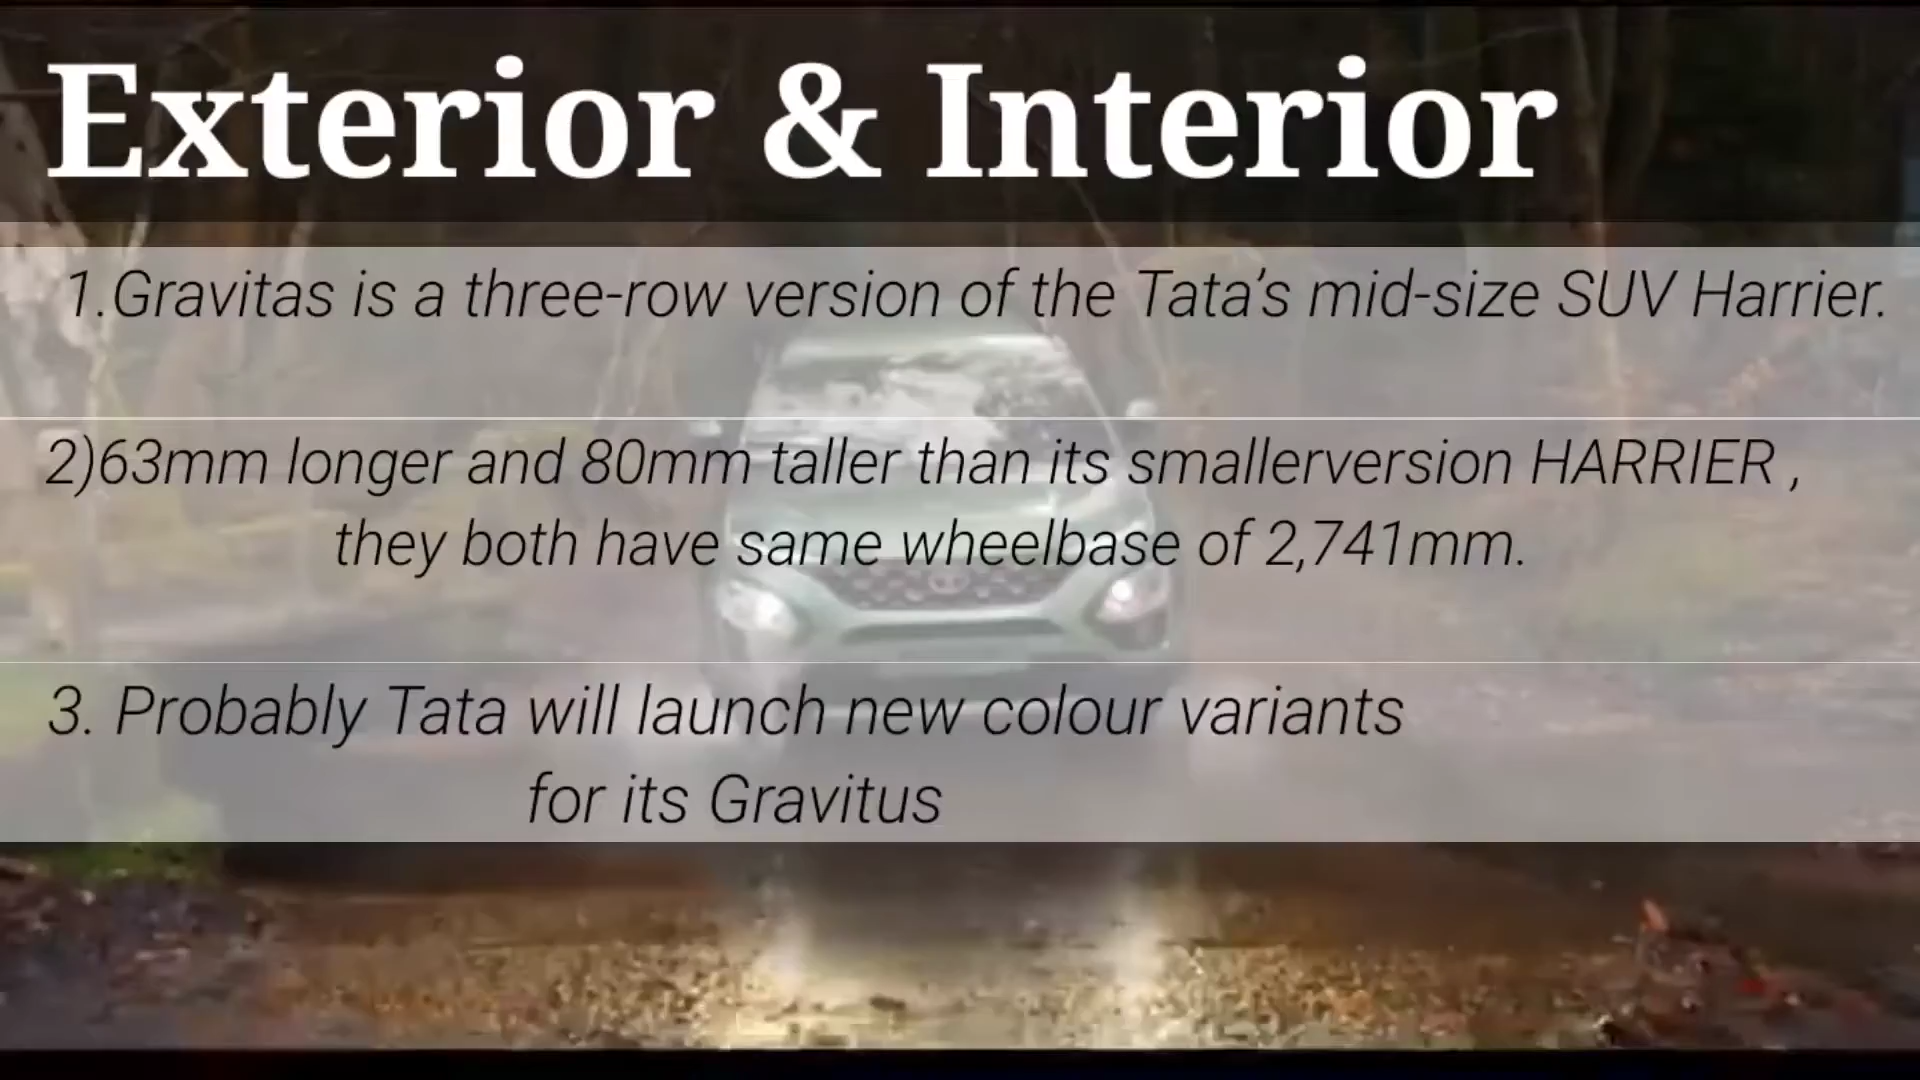 Exterior & Interior
1.Gravitas is a three-row version of the Tata’s mid-size SUV Harrier.
2)63mm longer and 80mm taller than its smallerversion HARRIER ,
they both have same wheelbase of 2,741mm.
3. Probably Tata will launch new colour variants
for its Gravitus